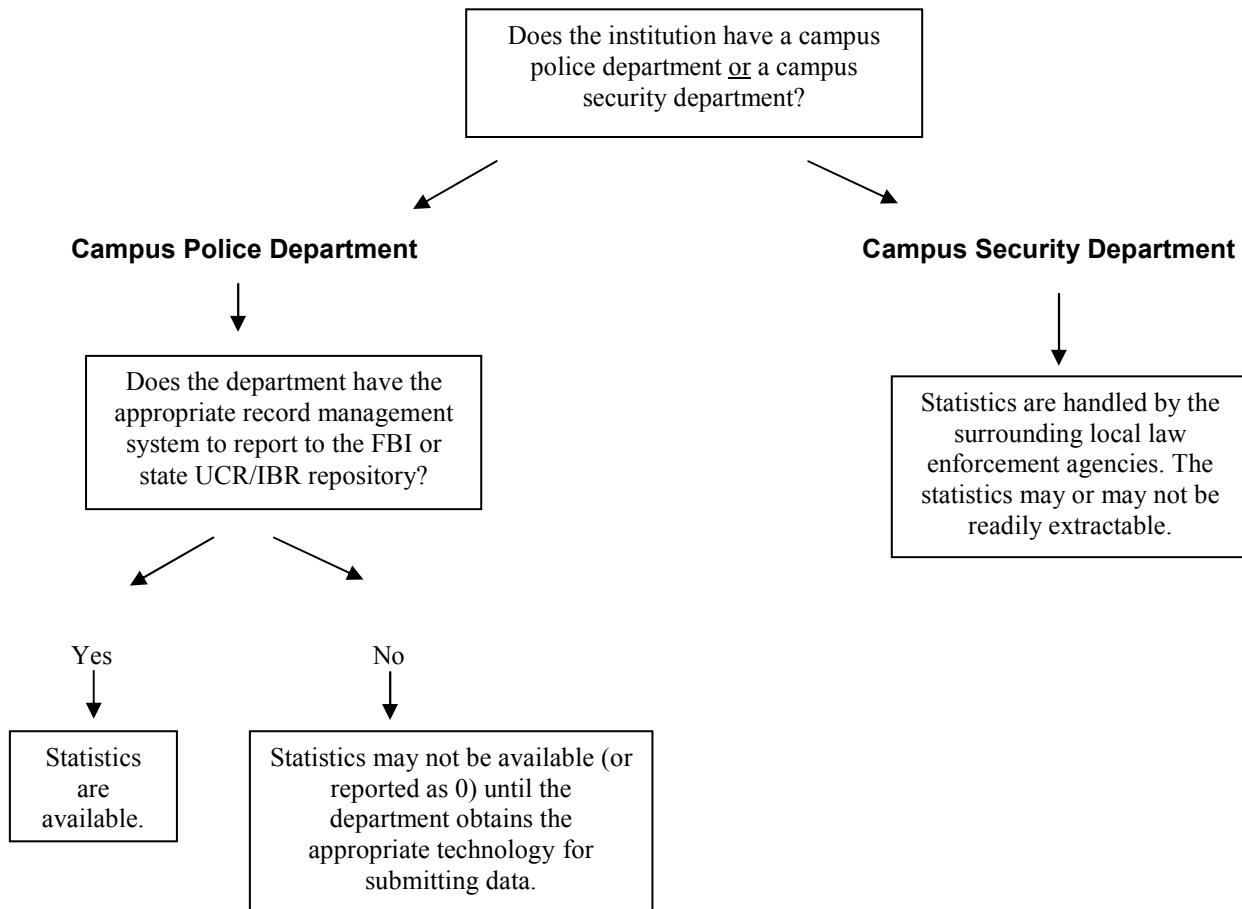 Does the institution have a campus
police department or a campus
security department?
Campus Police Department
Campus Security Department
Does the department have the
appropriate record management
system to report to the FBI or
state UCR/IBR repository?
Statistics are handled by the
surrounding local law
enforcement agencies. The
statistics may or may not be
readily extractable.
Yes
No
Statistics
are
available.
Statistics may not be available (or
reported as 0) until the
department obtains the
appropriate technology for
submitting data.